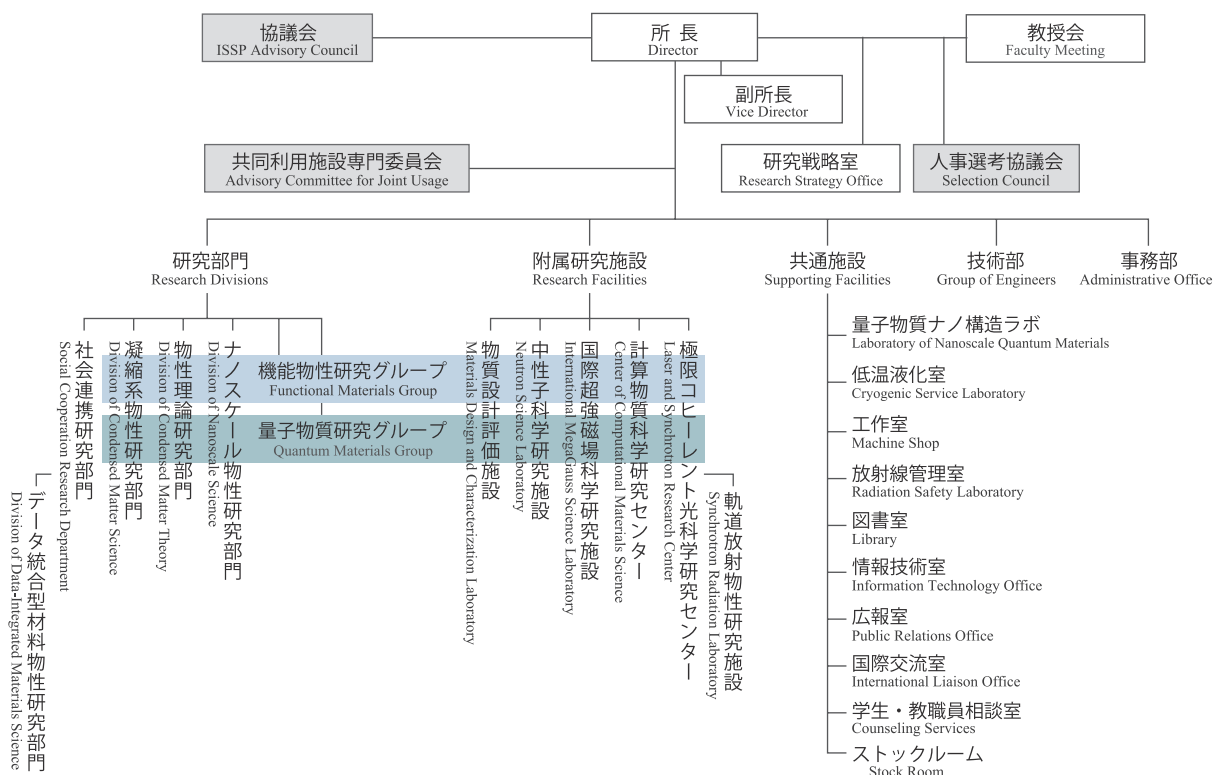 協議会
ISSP Advisory Council
所 長
Director
教授会
Faculty Meeting
副所長
Vice Director
共同利用施設専門委員会
Advisory Committee for Joint Usage
研究戦略室
Research Strategy Office
人事選考協議会
Selection Council
研究部門
Research Divisions
附属研究施設
Research Facilities
共通施設
Supporting Facilities
技術部
Group of Engineers
事務部
Administrative Office
データ統合型材料物性研究部門
Division of Data-Integrated Materials Science
社会連携研究部門
Social Cooperation Research Department
凝縮系物性研究部門
Division of Condensed Matter Science
物性理論研究部門
Division of Condensed Matter Theory
ナノスケール物性研究部門
Division of Nanoscale Science
機能物性研究グループ
Functional Materials Group
量子物質研究グループ
Quantum Materials Group
物質設計評価施設
Materials Design and Characterization Laboratory
中性子科学研究施設
Neutron Science Laboratory
国際超強磁場科学研究施設
International MegaGauss Science Laboratory
計算物質科学研究センター
Center of Computational Materials Science
極限コヒーレント光科学研究センター
Laser and Synchrotron Research Center
軌道放射物性研究施設
Synchrotron Radiation Laboratory
量子物質ナノ構造ラボ
Laboratory of Nanoscale Quantum Materials
低温液化室
Cryogenic Service Laboratory
工作室
Machine Shop
放射線管理室
Radiation Safety Laboratory
図書室
Library
情報技術室
Information Technology Office
広報室
Public Relations Office
国際交流室
International Liaison Office
学生・教職員相談室
Counseling Services
ストックルーム
Stock Room